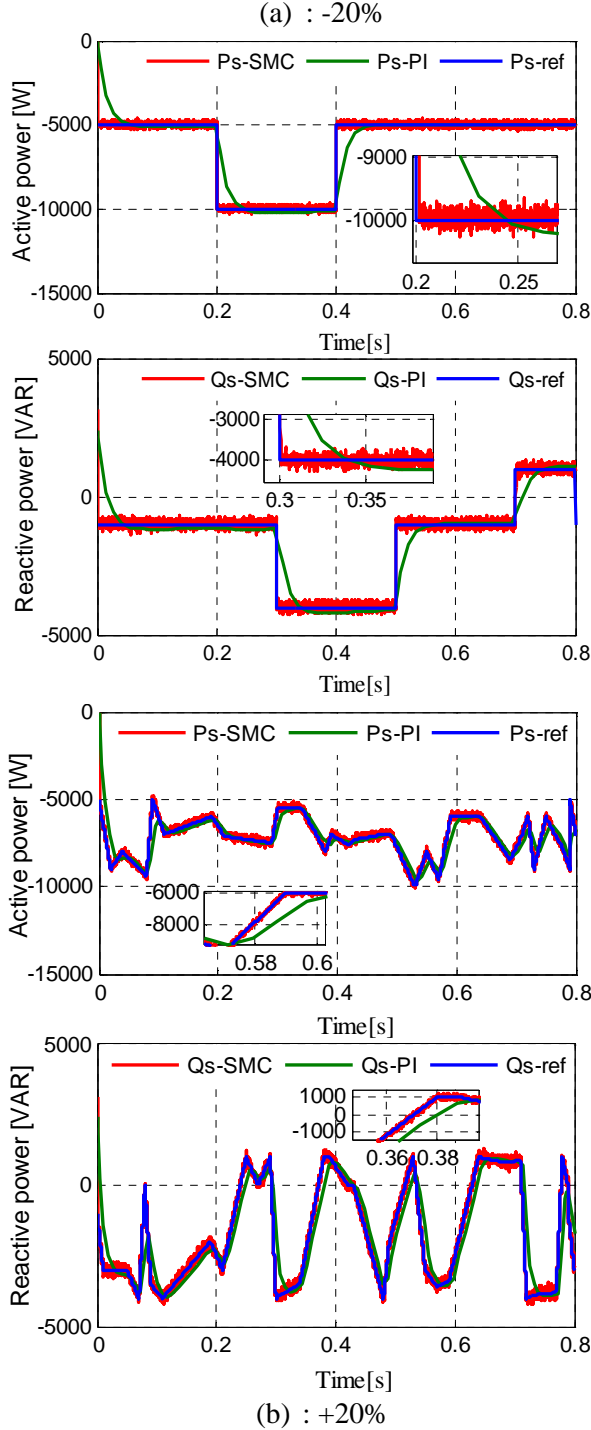 (a) : -20%
0
Ps-SMC Ps-PI Ps-ref
-5000
-9000
-10000
-10000
0.2 0.25
-15000
0 0.2 0.4 0.6 0.8
Active power [W]
Time[s]
5000
Qs-SMC Qs-PI Qs-ref
-3000
-4000
0.3 0.35
0
-5000
0 0.2 0.4 0.6 0.8
Reactive power [VAR]
Time[s]
0
Ps-SMC Ps-PI Ps-ref
-5000
-6000
-8000
0.58 0.6
-10000
-15000
0 0.2 0.4 0.6 0.8
Active power [W]
Time[s]
5000
Qs-SMC Qs-PI Qs-ref
1000
0
-1000
0.36 0.38
0
-5000
0 0.2 0.4 0.6 0.8
Reactive power [VAR]
Time[s]
(b) : +20%